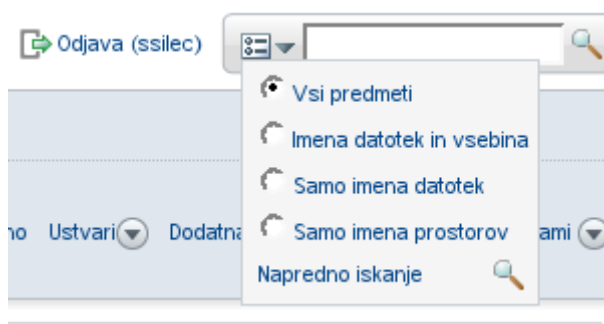 Odjava (ssilec)
Vsi predmeti
Imena datotek in vsebina
Samo imena datotek
Ustvari
Samo imena prostorov
Napredno iskanje